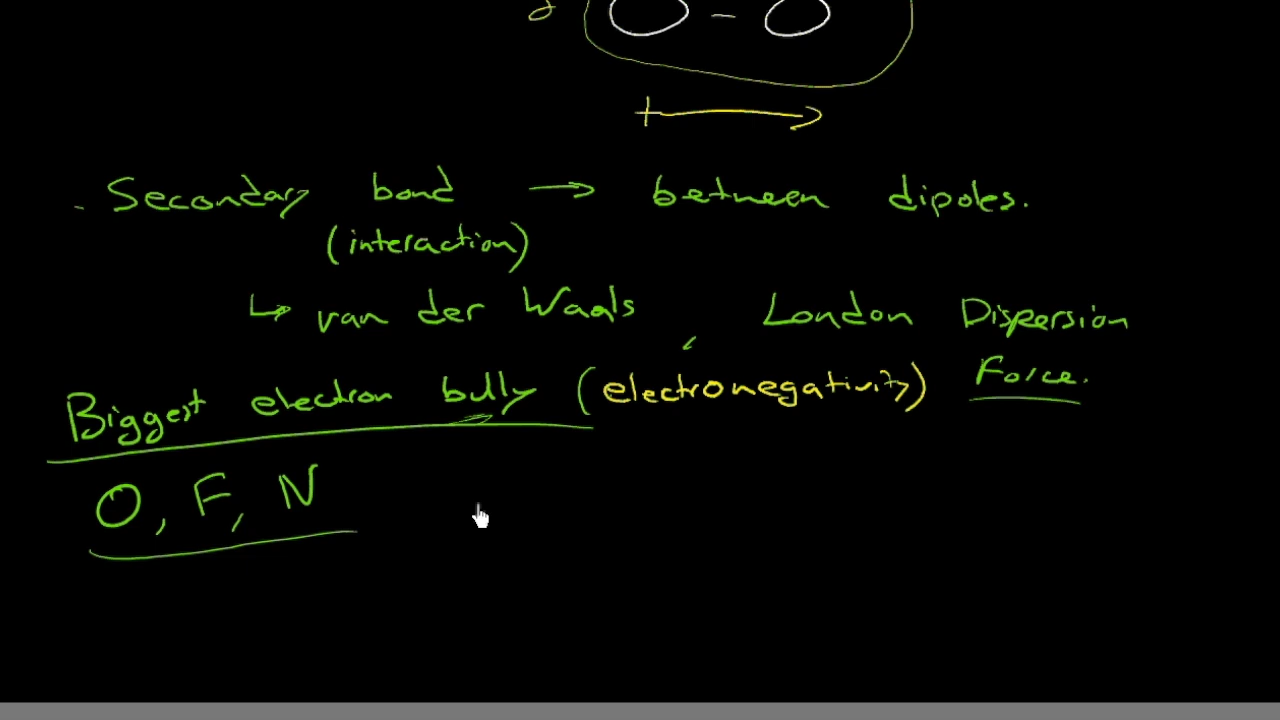 Secondary bond → between dipoles.
(interaction)
↳ van der Waals London Dispersion
Force.
Biggest electron bully (electronegativity)
O, F, N